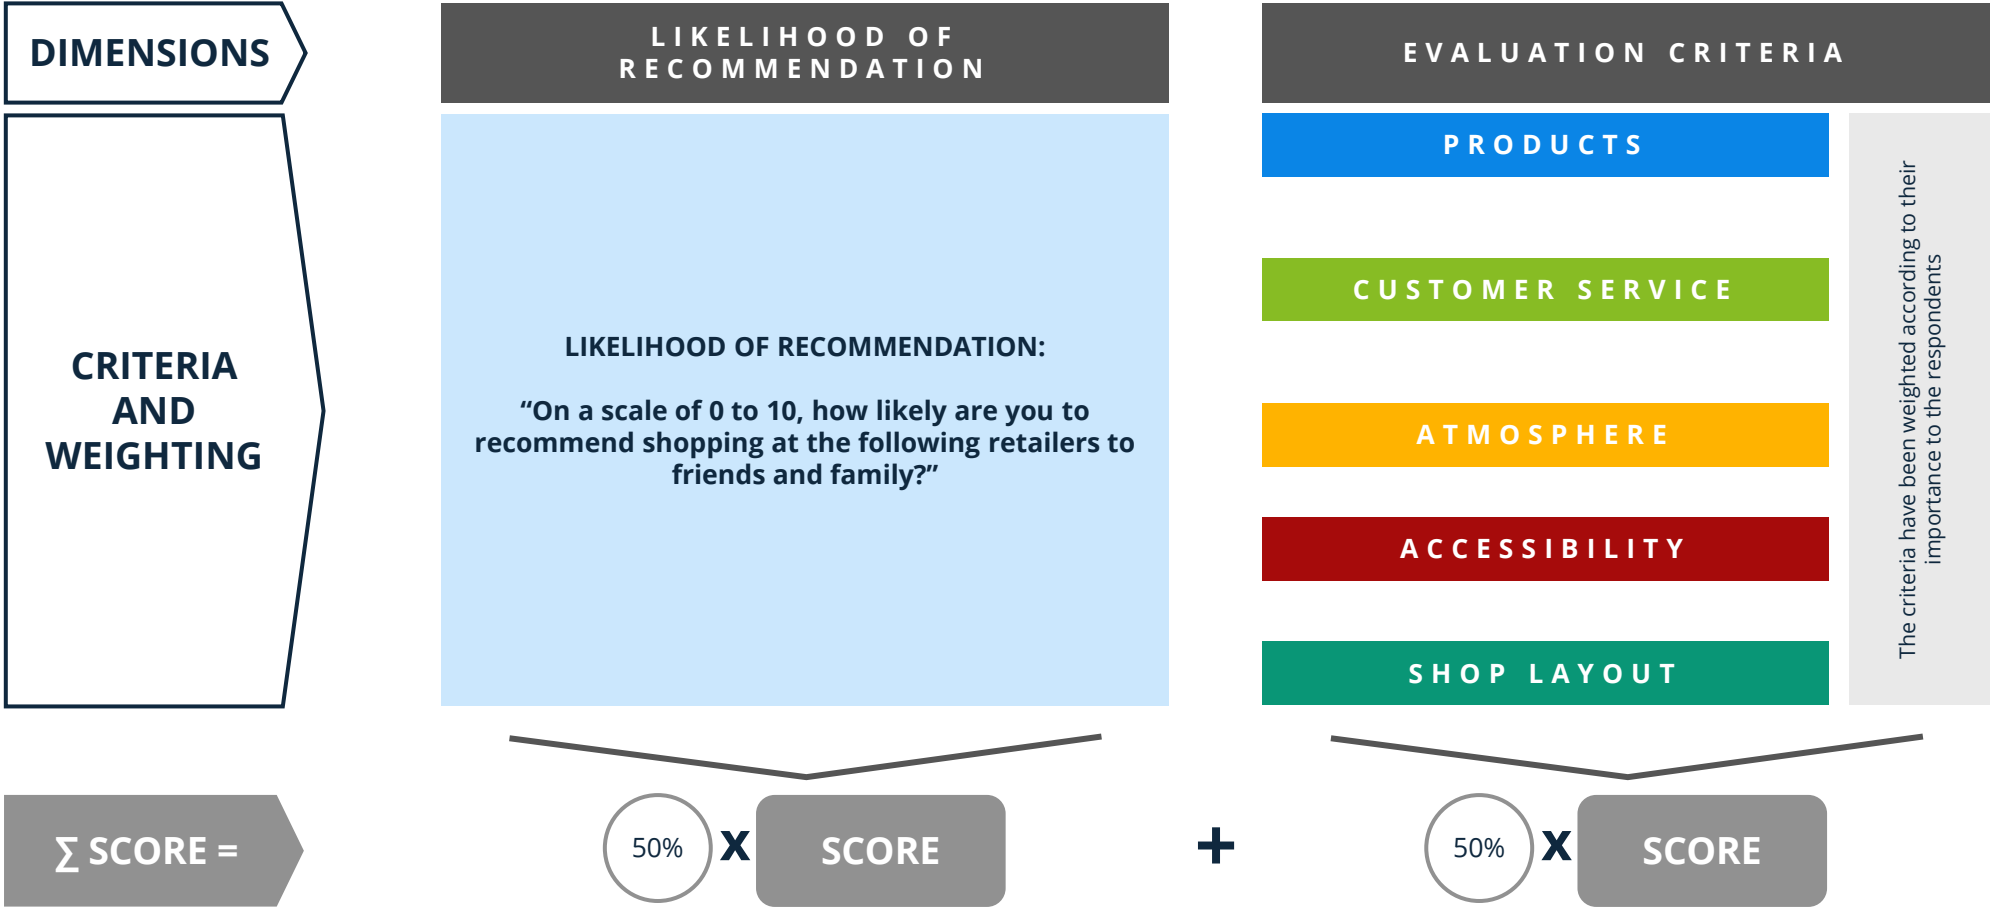 DIMENSIONS
LIKELIHOOD OF
RECOMMENDATION
EVALUATION CRITERIA
CRITERIA
AND
WEIGHTING
LIKELIHOOD OF RECOMMENDATION:
“On a scale of 0 to 10, how likely are you to
recommend shopping at the following retailers to
friends and family?”
PRODUCTS
CUSTOMER SERVICE
ATMOSPHERE
ACCESSIBILITY
SHOP LAYOUT
The criteria have been weighted according to their
importance to the respondents
∑ SCORE =
50%
x
SCORE
+
50%
x
SCORE